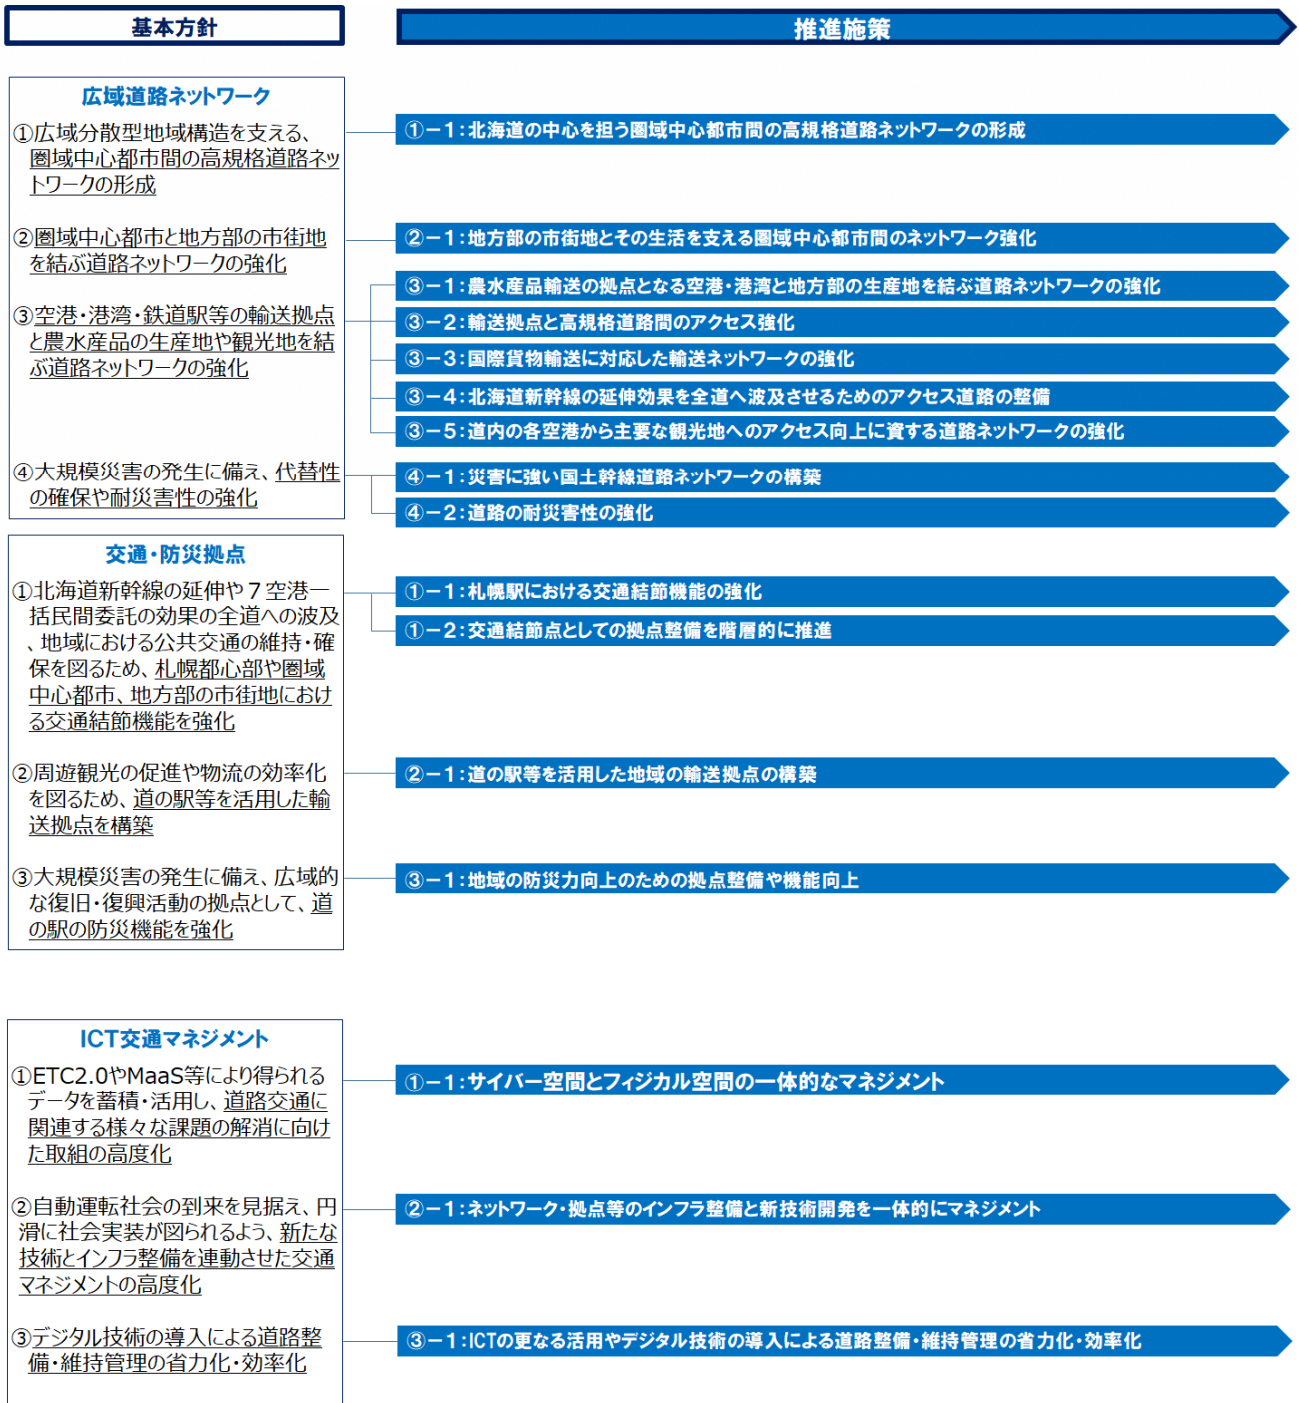 基本方針
推進施策
広域道路ネットワーク
①広域分散型地域構造を支える、
圏域中心都市間の高規格道路ネッ
トワークの形成
①－１：北海道の中心を担う圏域中心都市間の高規格道路ネットワークの形成
②圏域中心都市と地方部の市街地
を結ぶ道路ネットワークの強化
②－１：地方部の市街地とその生活を支える圏域中心都市間のネットワーク強化
③空港・港湾・鉄道駅等の輸送拠点
と農水産品の生産地や観光地を結
ぶ道路ネットワークの強化
③－１：農水産品輸送の拠点となる空港・港湾と地方部の生産地を結ぶ道路ネットワークの強化
③－２：輸送拠点と高規格道路間のアクセス強化
③－３：国際貨物輸送に対応した輸送ネットワークの強化
③－４：北海道新幹線の延伸効果を全道へ波及させるためのアクセス道路の整備
③－５：道内の各空港から主要な観光地へのアクセス向上に資する道路ネットワークの強化
④大規模災害の発生に備え、代替性
の確保や耐災害性の強化
④－１：災害に強い国土幹線道路ネットワークの構築
④－２：道路の耐災害性の強化
交通・防災拠点
①北海道新幹線の延伸や７空港一
括民間委託の効果の全道への波及
、地域における公共交通の維持・確
保を図るため、札幌都心部や圏域
中心都市、地方部の市街地におけ
る交通結節機能を強化
①－１：札幌駅における交通結節機能の強化
①－２：交通結節点としての拠点整備を階層的に推進
②周遊観光の促進や物流の効率化
を図るため、道の駅等を活用した輸
送拠点を構築
②－１：道の駅等を活用した地域の輸送拠点の構築
③大規模災害の発生に備え、広域的
な復旧・復興活動の拠点として、道
の駅の防災機能を強化
③－１：地域の防災力向上のための拠点整備や機能向上
ICT交通マネジメント
①ETC2.0やMaaS等により得られる
データを蓄積・活用し、道路交通に
関連する様々な課題の解消に向け
た取組の高度化
①－１：サイバー空間とフィジカル空間の一体的なマネジメント
②自動運転社会の到来を見据え、円
滑に社会実装が図られるよう、新たな
技術とインフラ整備を連動させた交通
マネジメントの高度化
②－１：ネットワーク・拠点等のインフラ整備と新技術開発を一体的にマネジメント
③デジタル技術の導入による道路整
備・維持管理の省力化・効率化
③－１：ICTの更なる活用やデジタル技術の導入による道路整備・維持管理の省力化・効率化